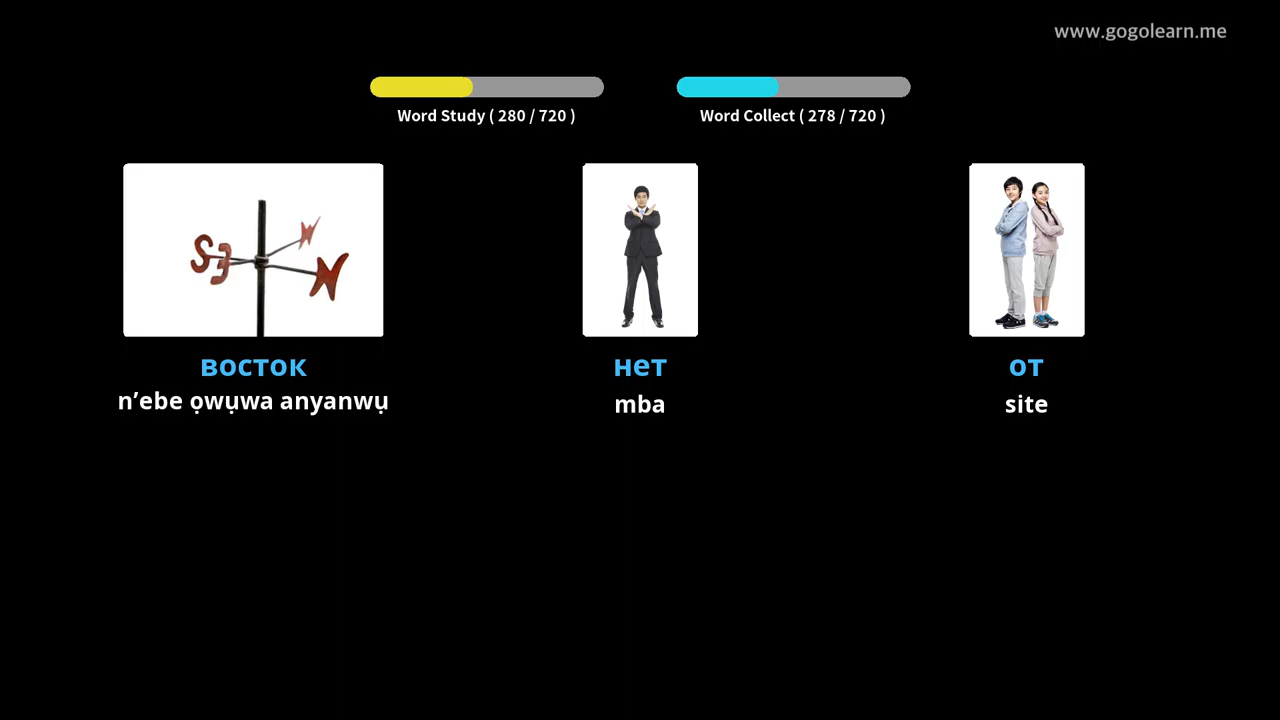 www.gogolearn.me
Word Study ( 280 / 720 )
Word Collect ( 278 / 720 )
S E N W
восток
нет
от
n’ebe ọwụwa anyanwụ
mba
site